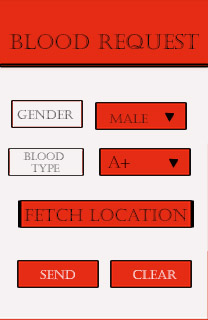 BLOOD REQUEST
GENDER
MALE
BLOOD
TYPE
A+
FETCH LOCATION
SEND
CLEAR